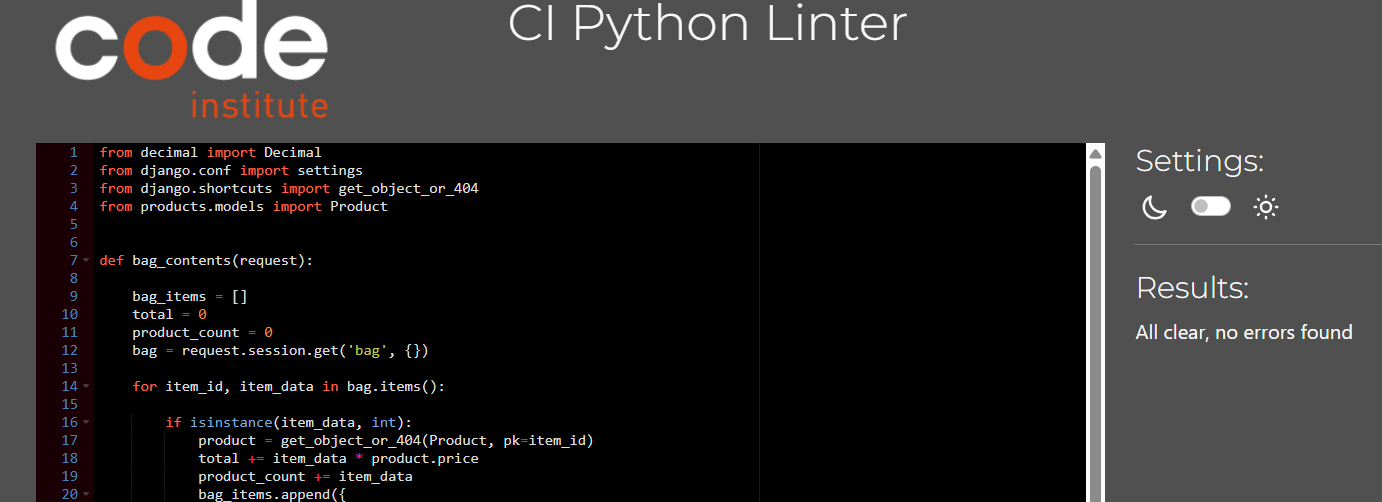 code
institute
CI Python Linter
1 from decimal import Decimal
2 from django.conf import settings
3 from django.shortcuts import get_object_or_404
4 from products.models import Product
5
6
7 def bag_contents(request):
8
9     bag_items = []
10     total = 0
11     product_count = 0
12     bag = request.session.get('bag', {})
13
14     for item_id, item_data in bag.items():
15
16         if isinstance(item_data, int):
17             product = get_object_or_404(Product, pk=item_id)
18             total += item_data * product.price
19             product_count += item_data
20             bag_items.append({
Settings:
Results:
All clear, no errors found